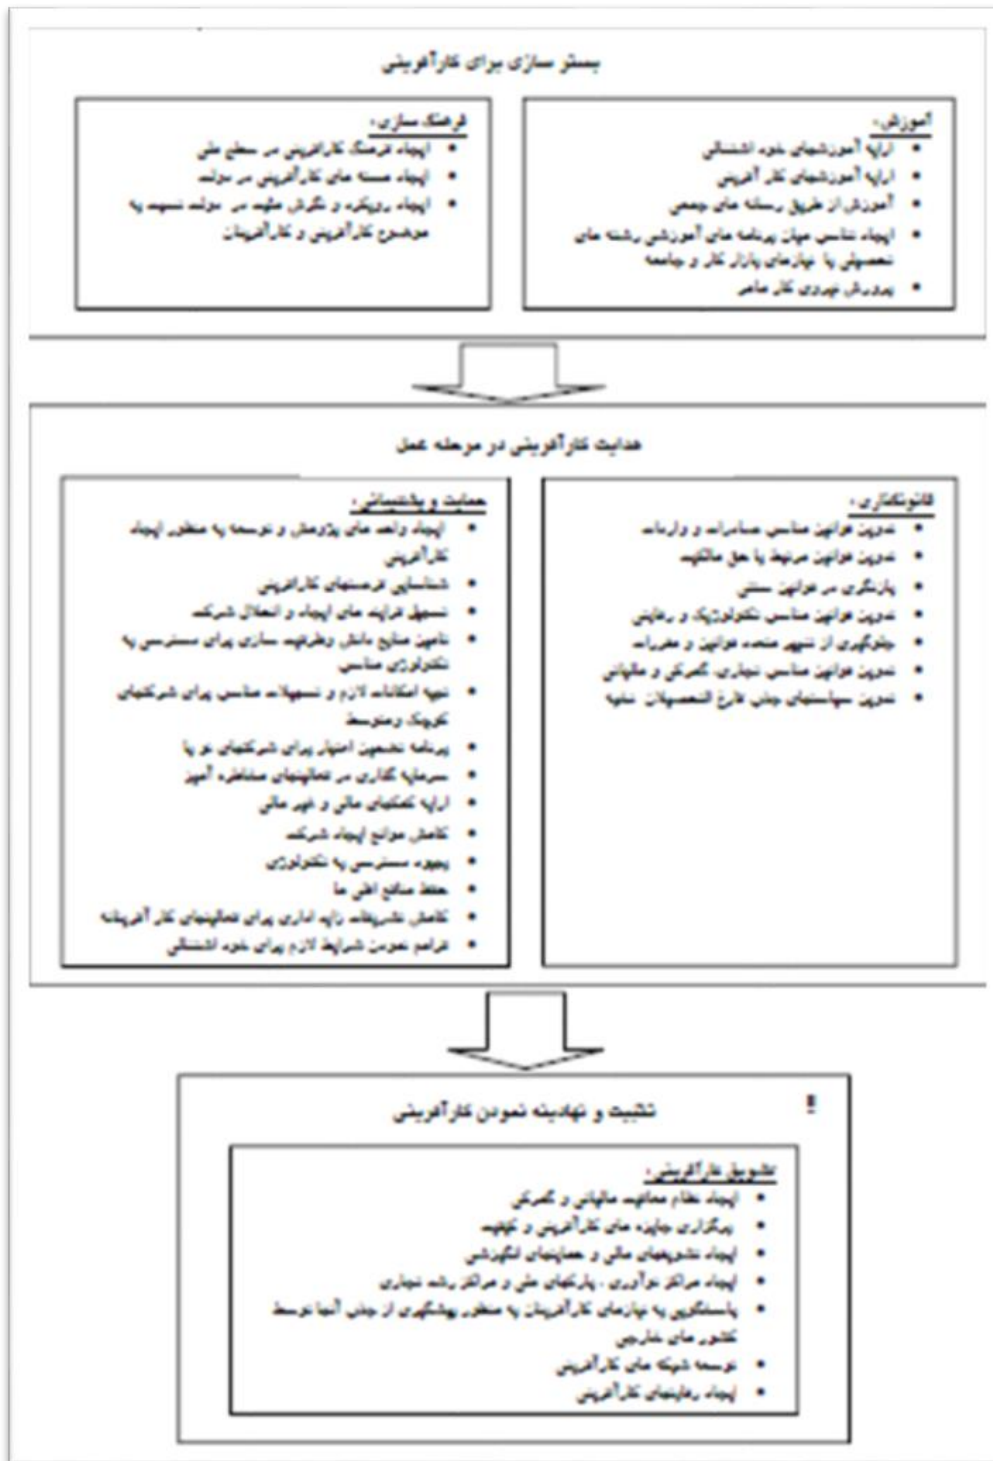 بستر سازی برای کارآفرینی
آموزش:
ارایه آموزشهای خود اشتغالی
ارایه آموزشهای کار آفرینی
آموزش از طریق رسانه های جمعی
ایجاد تناسب میان برنامه های آموزشی رشته های
تحصیلی با نیازهای بازار کار و جامعه
پرورش نیروی کار ماهر
فرهنگ سازی:
ایجاد فرهنگ کارآفرینی در سطح ملی
ایجاد هسته های کارآفرینی در دولت
ایجاد رویکرد و نگرش مثبت در دولت نسبت به
موضوع کارآفرینی و کارآفرینان
هدایت کارآفرینی در مرحله عمل
قانونگذاری:
تدوین قوانین مناسب صادرات و واردات
تدوین قوانین مرتبط با حق مالکیت
بازنگری در قوانین سنتی
تدوین قوانین مناسب تکنولوژیک و رقابتی
جلوگیری از تغییر متعدد قوانین و مقررات
تدوین قوانین مناسب تجاری، گمرکی و مالیاتی
تدوین سیاستهای جذب فارغ التحصیلان نخبه
حمایت و پشتیبانی:
ایجاد واحد های پژوهش و توسعه به منظور ایجاد
کارآفرینی
شناسایی فرصتهای کارآفرینی
تسهیل فرایند های ایجاد و انحلال شرکت
تامین منابع دانش وظرفیت سازی برای دسترسی به
تکنولوژی مناسب
تهیه امکانات لازم و تسهیلات مناسب برای شرکتهای
کوچک ومتوسط
برنامه تضمین اعتبار برای شرکتهای نو پا
سرمایه گذاری در فعالیتهای مخاطره آمیز
ارایه کمکهای مالی و غیر مالی
کاهش موانع ایجاد شرکت
بهبود دسترسی به تکنولوژی
حفظ منافع اقلیت ها
کاهش تشریفات زاید اداری برای فعالیتهای کار آفرینانه
فراهم نمودن شرایط لازم برای خود اشتغالی
تثبیت و نهادینه نمودن کارآفرینی
!!
تشویق کارآفرینی:
ایجاد نظام معافیت مالیاتی و گمرکی
برگزاری جایزه های کارآفرینی و کیفیت
ایجاد تشویقهای مالی و حمایتهای انگیزشی
ایجاد مراکز نوآوری ، پارکهای علمی و مراکز رشد تجاری
پاسخگویی به نیازهای کارآفرینان به منظور پیشگیری از جذب آنها توسط
کشور های خارجی
توسعه شبکه های کارآفرینی
ایجاد رقابتهای کارآفرینی